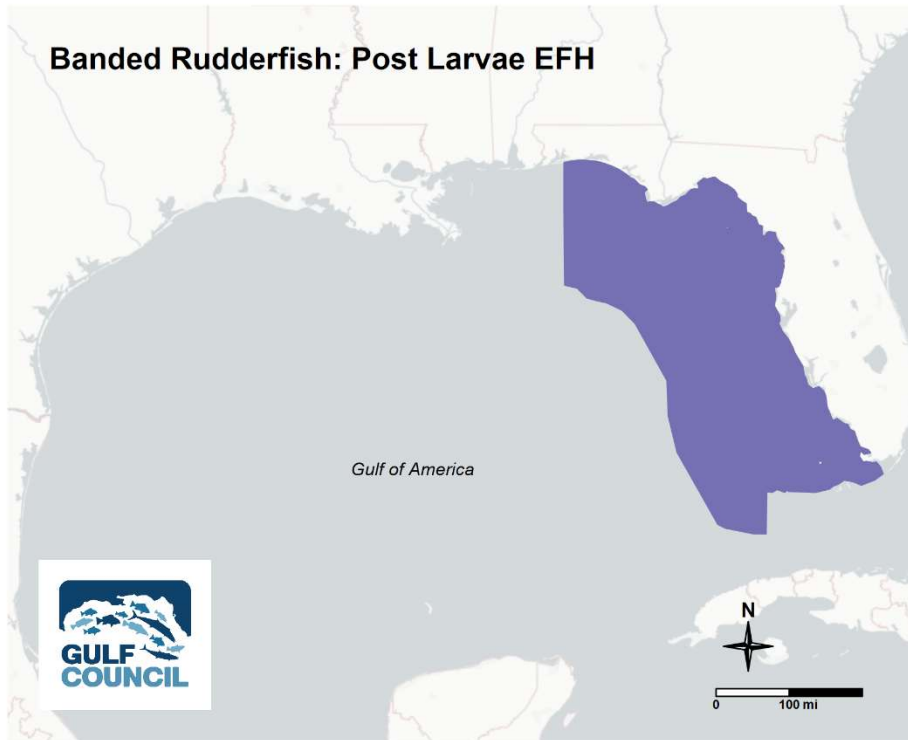 Banded Rudderfish: Post Larvae EFH
Gulf of America
GULF
COUNCIL
N
0 100 mi